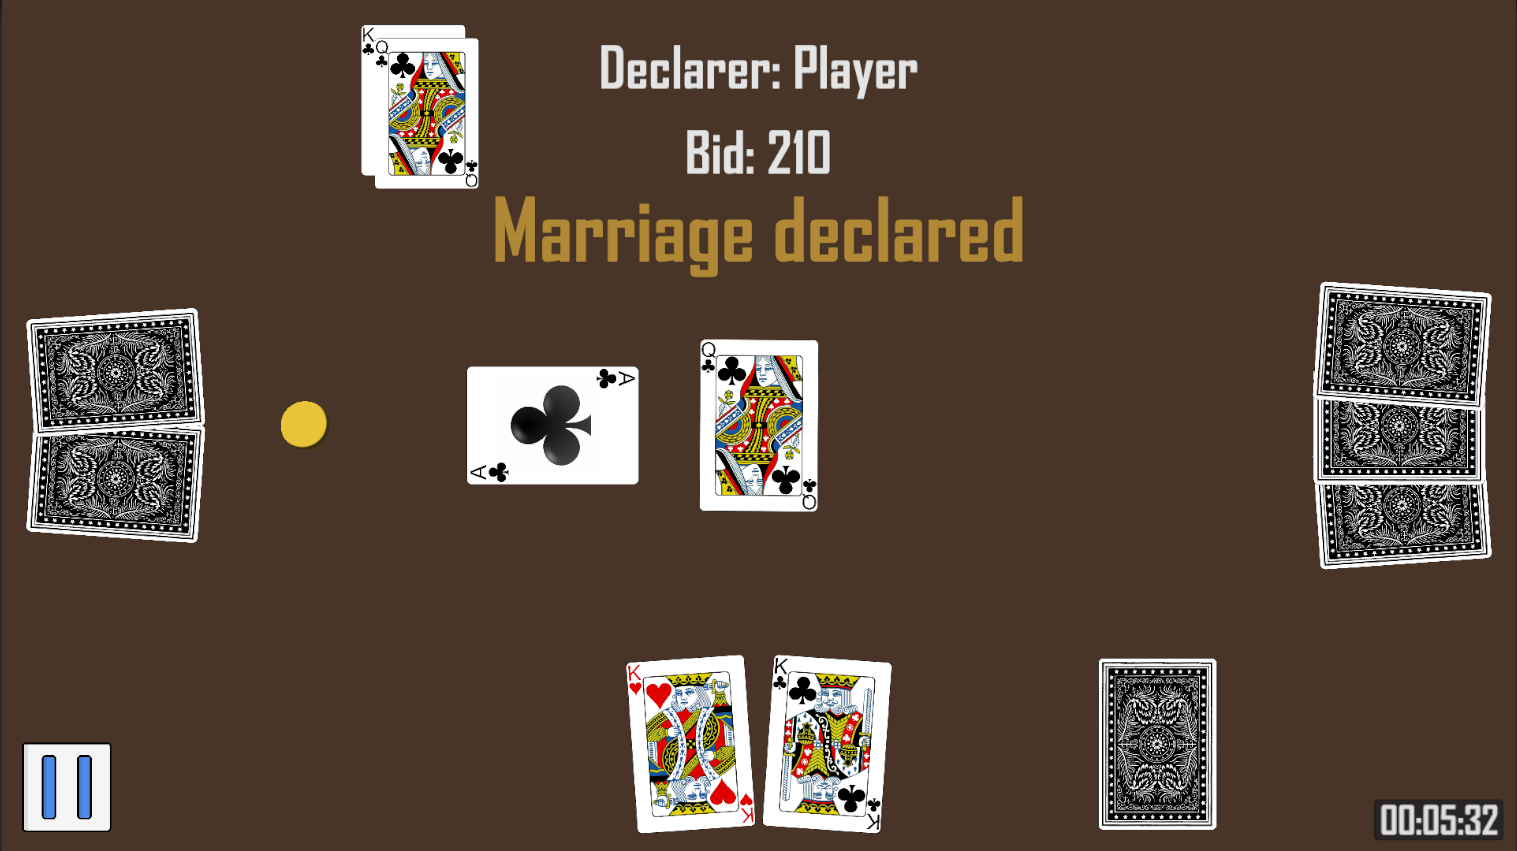 K
Q
Q
Declarer: Player
Bid: 210
Marriage declared
A
A
Q
Q
K
K
K
K
00:05:32